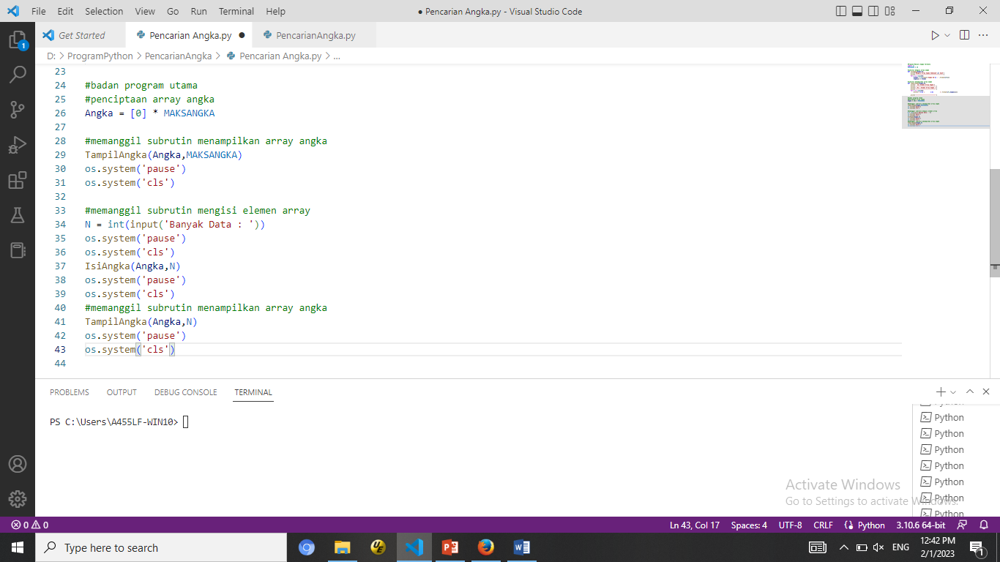 File Edit Selection View Go Run Terminal Help
● Pencarian Angka.py - Visual Studio Code
Get Started
Pencarian Angka.py ●
PencarianAngka.py
D: > ProgramPython > PencarianAngka > Pencarian Angka.py > ...
1
23
24 #badan program utama
25 #penciptaan array angka
26 Angka = [0] * MAKSANGKA
27
28 #memanggil subrutin menampilkan array angka
29 TampilAngka(Angka,MAKSANGKA)
30 os.system('pause')
31 os.system('cls')
32
33 #memanggil subrutin mengisi elemen array
34 N = int(input('Banyak Data : '))
35 os.system('pause')
36 os.system('cls')
37 IsiAngka(Angka,N)
38 os.system('pause')
39 os.system('cls')
40 #memanggil subrutin menampilkan array angka
41 TampilAngka(Angka,N)
42 os.system('pause')
43 os.system('cls')
44
PROBLEMS OUTPUT DEBUG CONSOLE TERMINAL
PS C:\Users\A455LF-WIN10>
Python
Python
Python
Python
Python
Python
Python
Activate Windows
Go to Settings to activate Windows.
0 0
Ln 43, Col 17 Spaces: 4 UTF-8 CRLF Python 3.10.6 64-bit
Type here to search
ENG
12:42 PM
2/1/2023
1